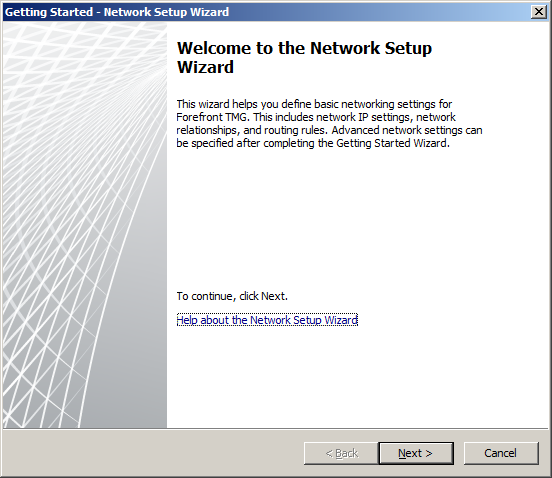 Getting Started - Network Setup Wizard
Welcome to the Network Setup
Wizard
This wizard helps you define basic networking settings for
Forefront TMG. This includes network IP settings, network
relationships, and routing rules. Advanced network settings can
be specified after completing the Getting Started Wizard.
To continue, click Next.
Help about the Network Setup Wizard
< Back
Next >
Cancel